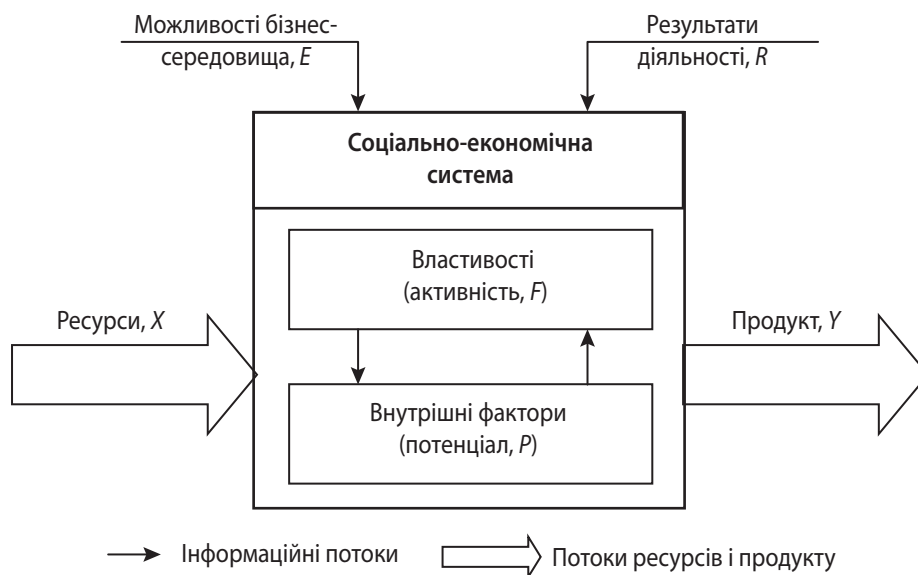 Можливості бізнес-
середовища, E
Результати
діяльності, R
Соціально-економічна
система
Властивості
(активність, F)
Ресурси, X
Продукт, Y
Внутрішні фактори
(потенціал, P)
Інформаційні потоки
Потоки ресурсів і продукту